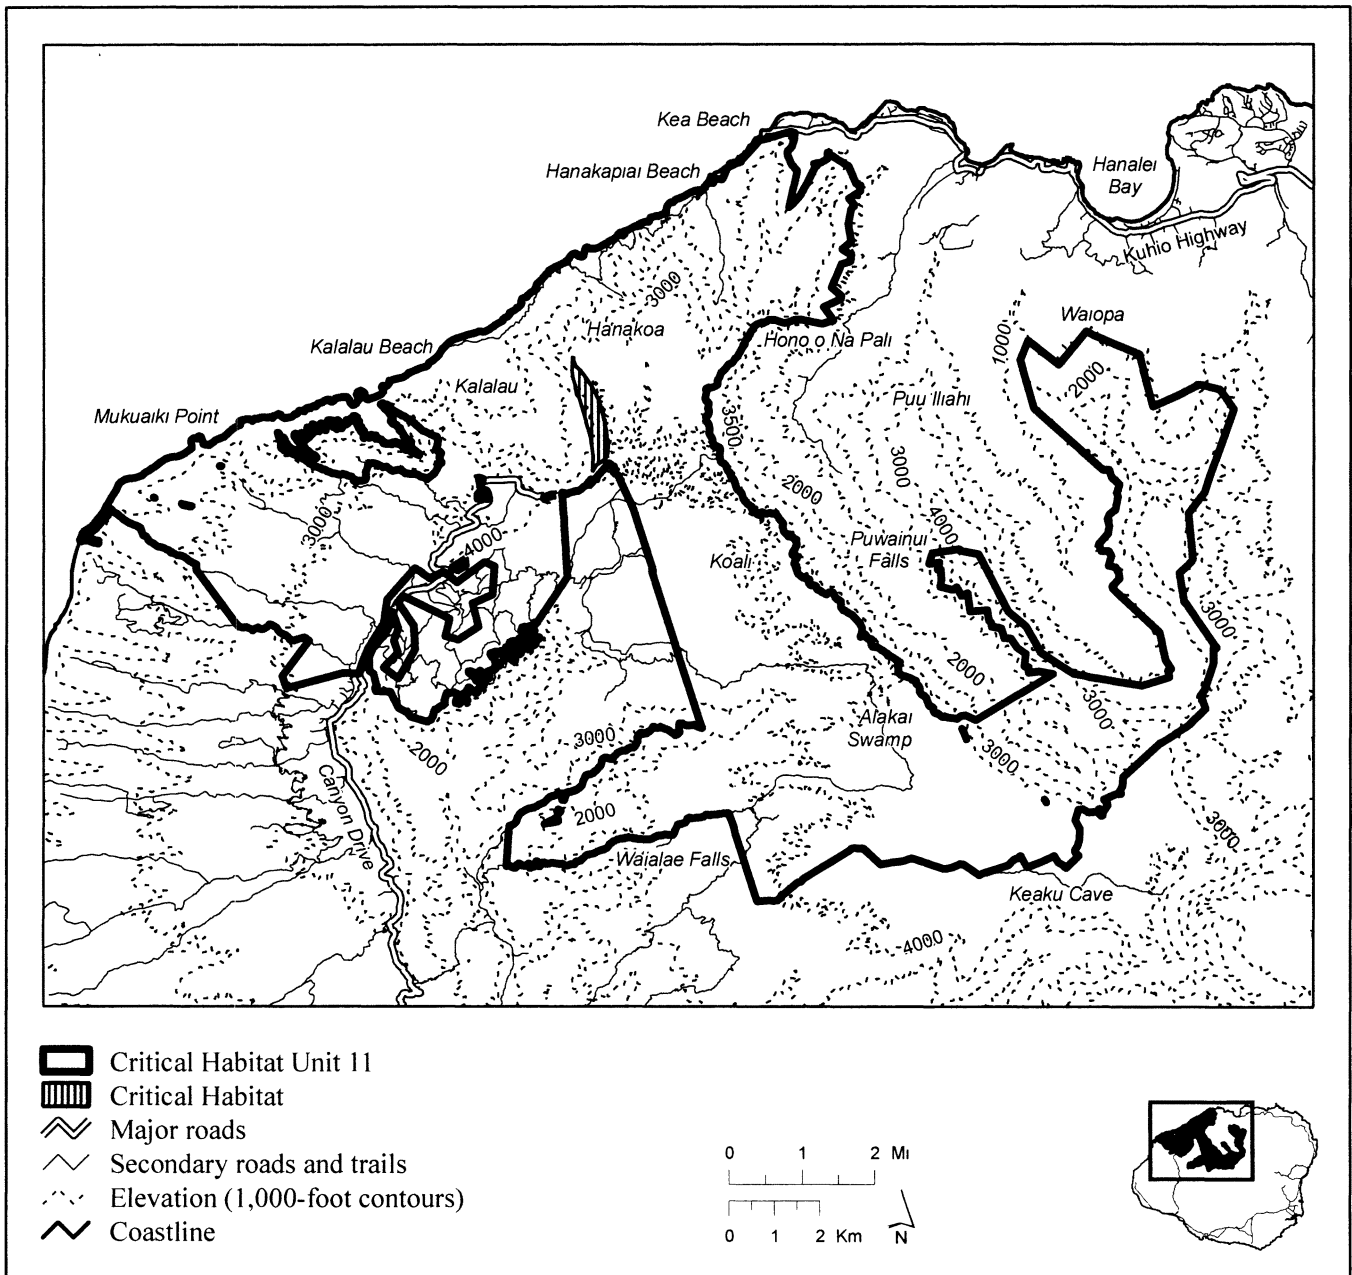 Kea Beach
Hanakapiai Beach
Hanalei
Bay
Kuhio Highway
3000
Hanakoa
Waiopa
1000
Hono o Na Pali
Kalalau Beach
Kalalau
2000
Puu Iliahi
Mukuaiki Point
3500
3000
2000
3000
4000
4000
Puwainui
Falls
Koali
3000
2000
3000
Alakai
Swamp
3000
2000
3000
Canyon Drive
2000
3000
Waialae Falls
Keaku Cave
4000
Critical Habitat Unit 11
Critical Habitat
Major roads
Secondary roads and trails
Elevation (1,000-foot contours)
Coastline
0 1 2 Mi
0 1 2 Km
N